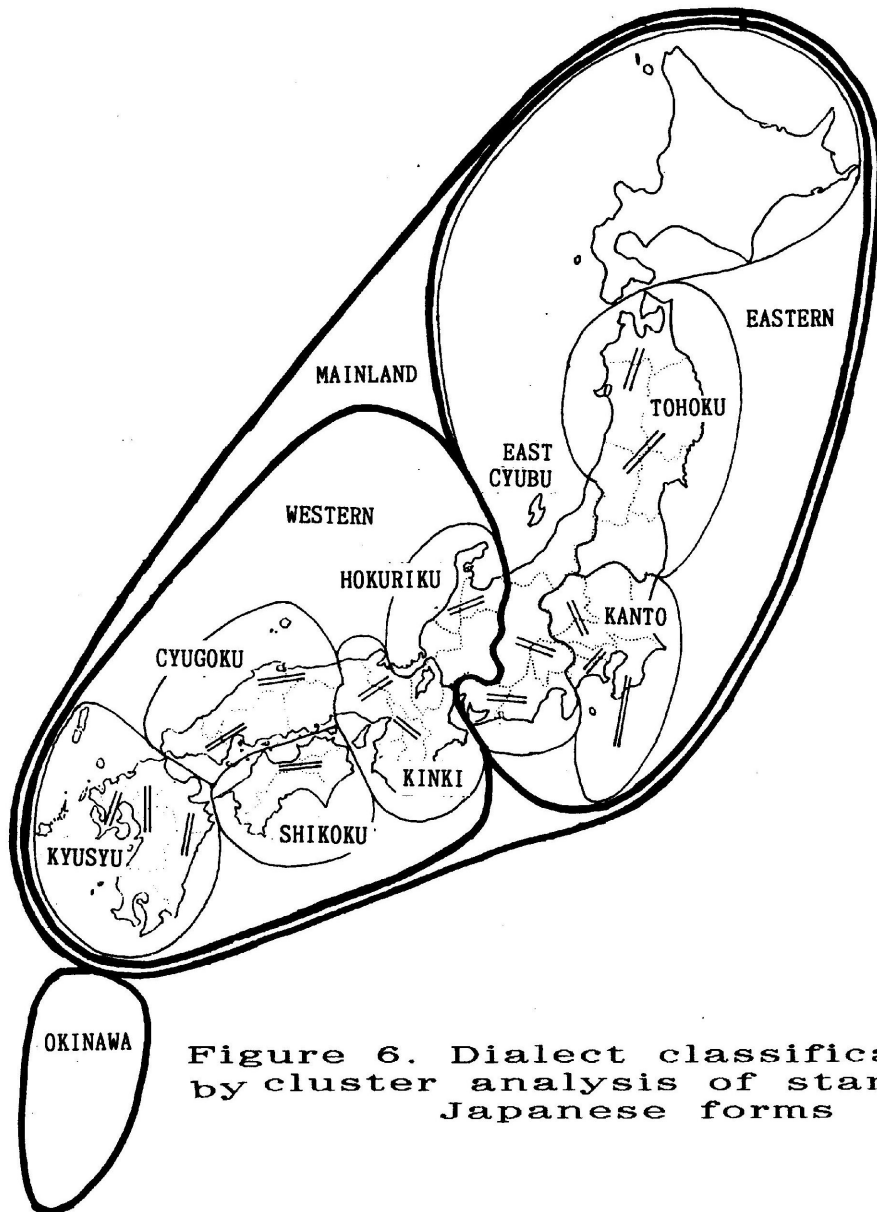 EASTERN
MAINLAND
TOHOKU
EAST
CYUBU
WESTERN
HOKURIKU
KANTO
CYUGOKU
KINKI
SHIKOKU
KYUSYU
OKINAWA
Figure 6. Dialect classifica
by cluster analysis of stan
Japanese forms